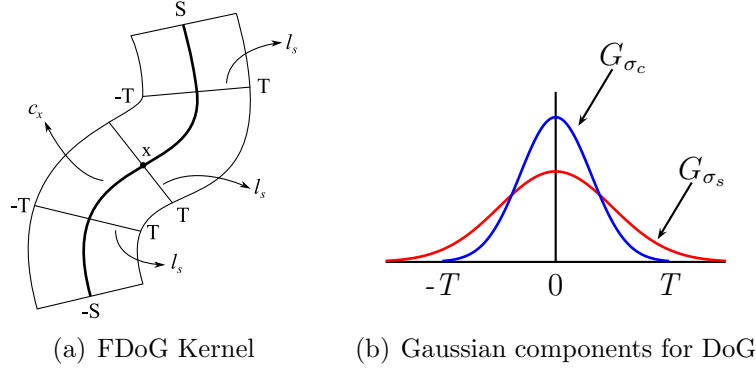 S
l_s
-T
T
c_x
x
l_s
-T
T
T
l_s
-S
G_{σ_c}
G_{σ_s}
-T
0
T
(a) FDoG Kernel
(b) Gaussian components for DoG